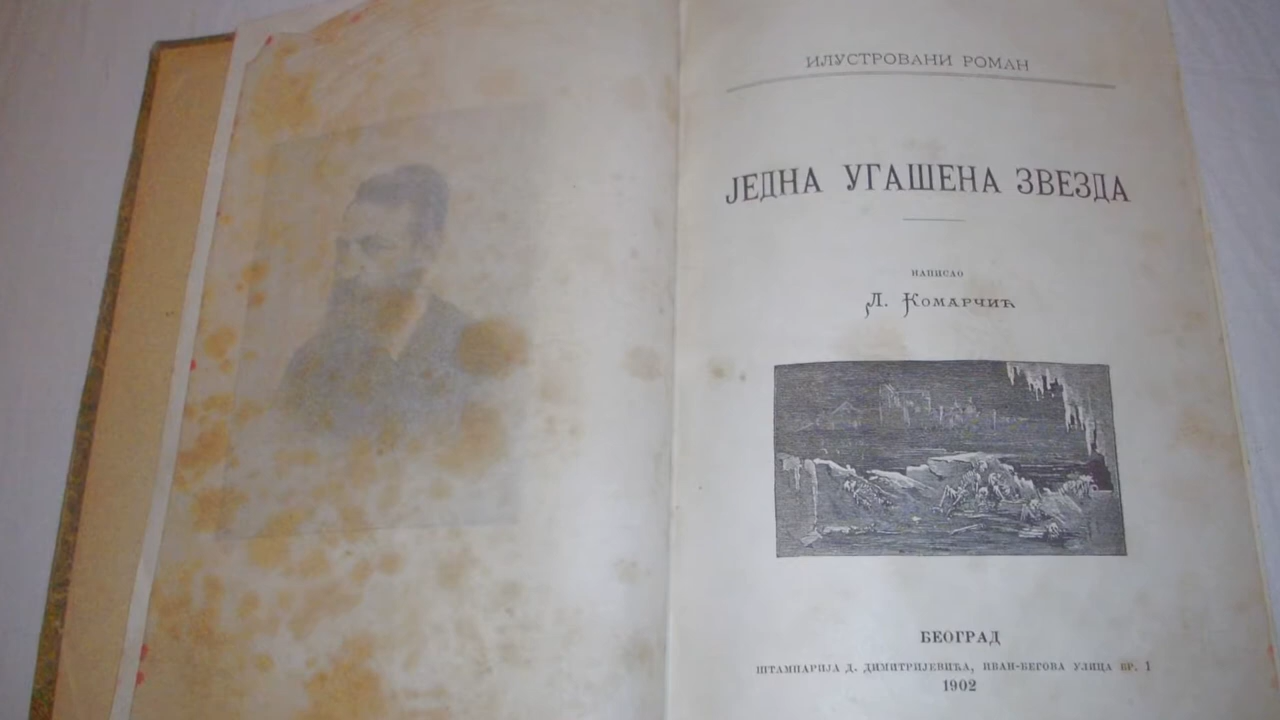 ИЛУСТРОВАНИ РОМАН
ЈЕДНА УГАШЕНА ЗВЕЗДА
НАПИСАО
Л. КОМАРЧИЋ
БЕОГРАД
ШТАМПАРИЈА Д. ДИМИТРИЈЕВИЋА, ИВАН-БЕГОВА УЛИЦА БР. 1
1902